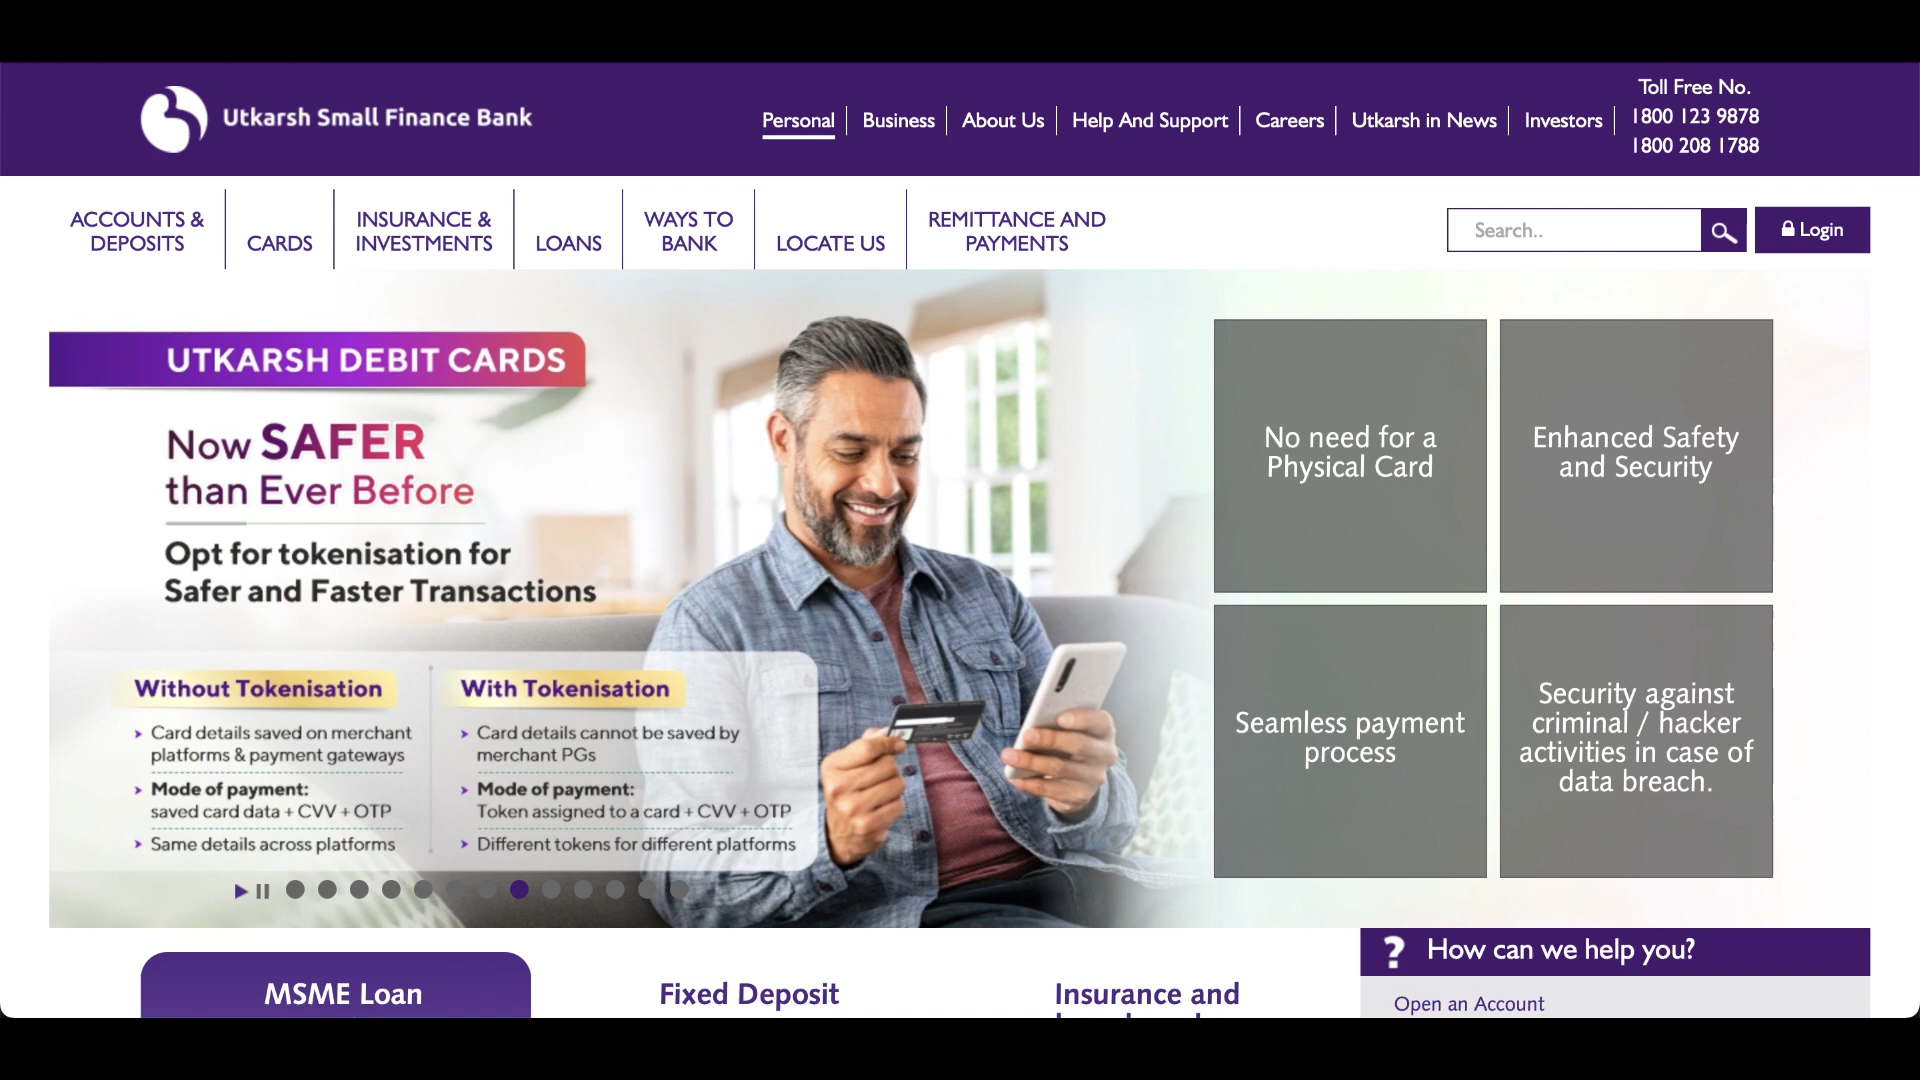 Utkarsh Small Finance Bank
Personal
Business
About Us
Help And Support
Careers
Utkarsh in News
Investors
Toll Free No.
1800 123 9878
1800 208 1788
ACCOUNTS &
DEPOSITS
CARDS
INSURANCE &
INVESTMENTS
LOANS
WAYS TO
BANK
LOCATE US
REMITTANCE AND
PAYMENTS
Search..
Login
UTKARSH DEBIT CARDS
Now SAFER
than Ever Before
Opt for tokenisation for
Safer and Faster Transactions
Without Tokenisation
Card details saved on merchant
platforms & payment gateways
Mode of payment:
saved card data + CVV + OTP
Same details across platforms
With Tokenisation
Card details cannot be saved by
merchant PGs
Mode of payment:
Token assigned to a card + CVV + OTP
Different tokens for different platforms
No need for a
Physical Card
Enhanced Safety
and Security
Seamless payment
process
Security against
criminal / hacker
activities in case of
data breach.
MSME Loan
Fixed Deposit
Insurance and
? How can we help you?
Open an Account